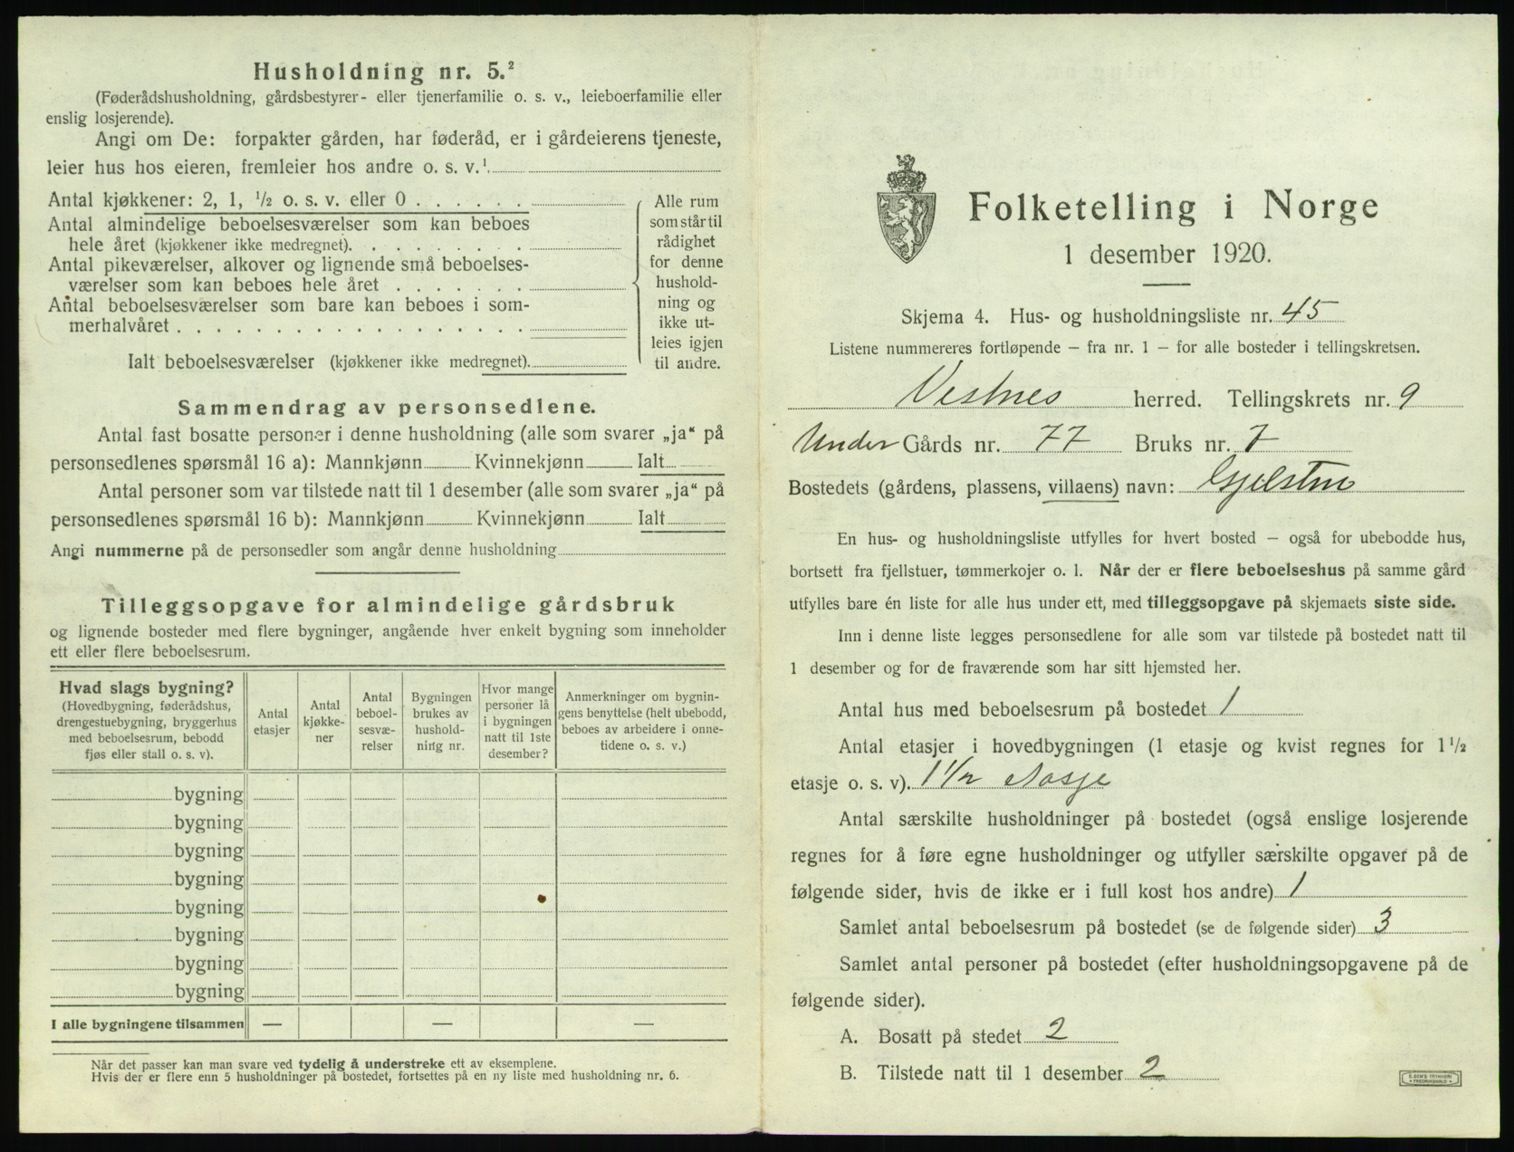 Husholdning nr. 5.²
(Føderådshusholdning, gårdsbestyrer- eller tjenerfamilie o. s. v., leieboerfamilie eller
enslig losjerende).
Angi om De: forpakter gården, har føderåd, er i gårdeierens tjeneste,
leier hus hos eieren, fremleier hos andre o. s. v.¹
Antal kjøkkener: 2, 1, ½ o. s. v. eller 0 . . . . . .
Antal almindelige beboelsesværelser som kan beboes
hele året (kjøkkener ikke medregnet). . . . . . . .
Antal pikeværelser, alkover og lignende små beboelses-
værelser som kan beboes hele året . . . . . . .
Antal beboelsesværelser som bare kan beboes i som-
merhalvåret . . . . . . . . . . . . . . . . . .
Ialt beboelsesværelser (kjøkkener ikke medregnet).
Alle rum
som står til
rådighet
for denne
hushold-
ning og
ikke ut-
leies igjen
til andre.
Sammendrag av personsedlene.
Antal fast bosatte personer i denne husholdning (alle som svarer „ja“ på
personsedlenes spørsmål 16 a): Mannkjønn Kvinnekjønn Ialt
Antal personer som var tilstede natt til 1 desember (alle som svarer „ja“ på
personsedlenes spørsmål 16 b): Mannkjønn Kvinnekjønn Ialt
Angi nummerne på de personsedler som angår denne husholdning
Tilleggsopgave for almindelige gårdsbruk
og lignende bosteder med flere bygninger, angående hver enkelt bygning som inneholder
ett eller flere beboelsesrum.
Hvad slags bygning?
(Hovedbygning, føderådshus,
drengestuebygning, bryggerhus
med beboelsesrum, bebodd
fjøs eller stall o. s. v).
Antal
etasjer
Antal
kjøkke-
ner
Antal
beboel-
sesvæ-
relser
Bygningen
brukes av
hushold-
ning nr.
Hvor mange
personer lå
i bygningen
natt til 1ste
desember?
Anmerkninger om bygnin-
gens benyttelse (helt ubebodd,
beboes av arbeidere i onne-
tidene o. s. v.)
bygning
bygning
bygning
bygning
bygning
bygning
bygning
bygning
I alle bygningene tilsammen — — —
Når det passer kan man svare ved tydelig å understreke ett av eksemplene.
Hvis der er flere enn 5 husholdninger på bostedet, fortsettes på en ny liste med husholdning nr. 6.
Folketelling i Norge
1 desember 1920.
Skjema 4. Hus- og husholdningsliste nr. 45
Listene nummereres fortløpende – fra nr. 1 – for alle bosteder i tellingskretsen.
Vestnes herred. Tellingskrets nr. 9
Under Gårds nr. 77 Bruks nr. 7
Bostedets (gårdens, plassens, villaens) navn: Gjelstne
En hus- og husholdningsliste utfylles for hvert bosted – også for ubebodde hus,
bortsett fra fjellstuer, tømmerkojer o. l. Når der er flere beboelseshus på samme gård
utfylles bare én liste for alle hus under ett, med tilleggsopgave på skjemaets siste side.
Inn i denne liste legges personsedlene for alle som var tilstede på bostedet natt til
1 desember og for de fraværende som har sitt hjemsted her.
Antal hus med beboelsesrum på bostedet 1
Antal etasjer i hovedbygningen (1 etasje og kvist regnes for 1½
etasje o. s. v). 1½
Antal særskilte husholdninger på bostedet (også enslige losjerende
regnes for å føre egne husholdninger og utfyller særskilte opgaver på de
følgende sider, hvis de ikke er i full kost hos andre) 1
Samlet antal beboelsesrum på bostedet (se de følgende sider) 3
Samlet antal personer på bostedet (efter husholdningsopgavene på de
følgende sider).
A. Bosatt på stedet 2
B. Tilstede natt til 1 desember 2